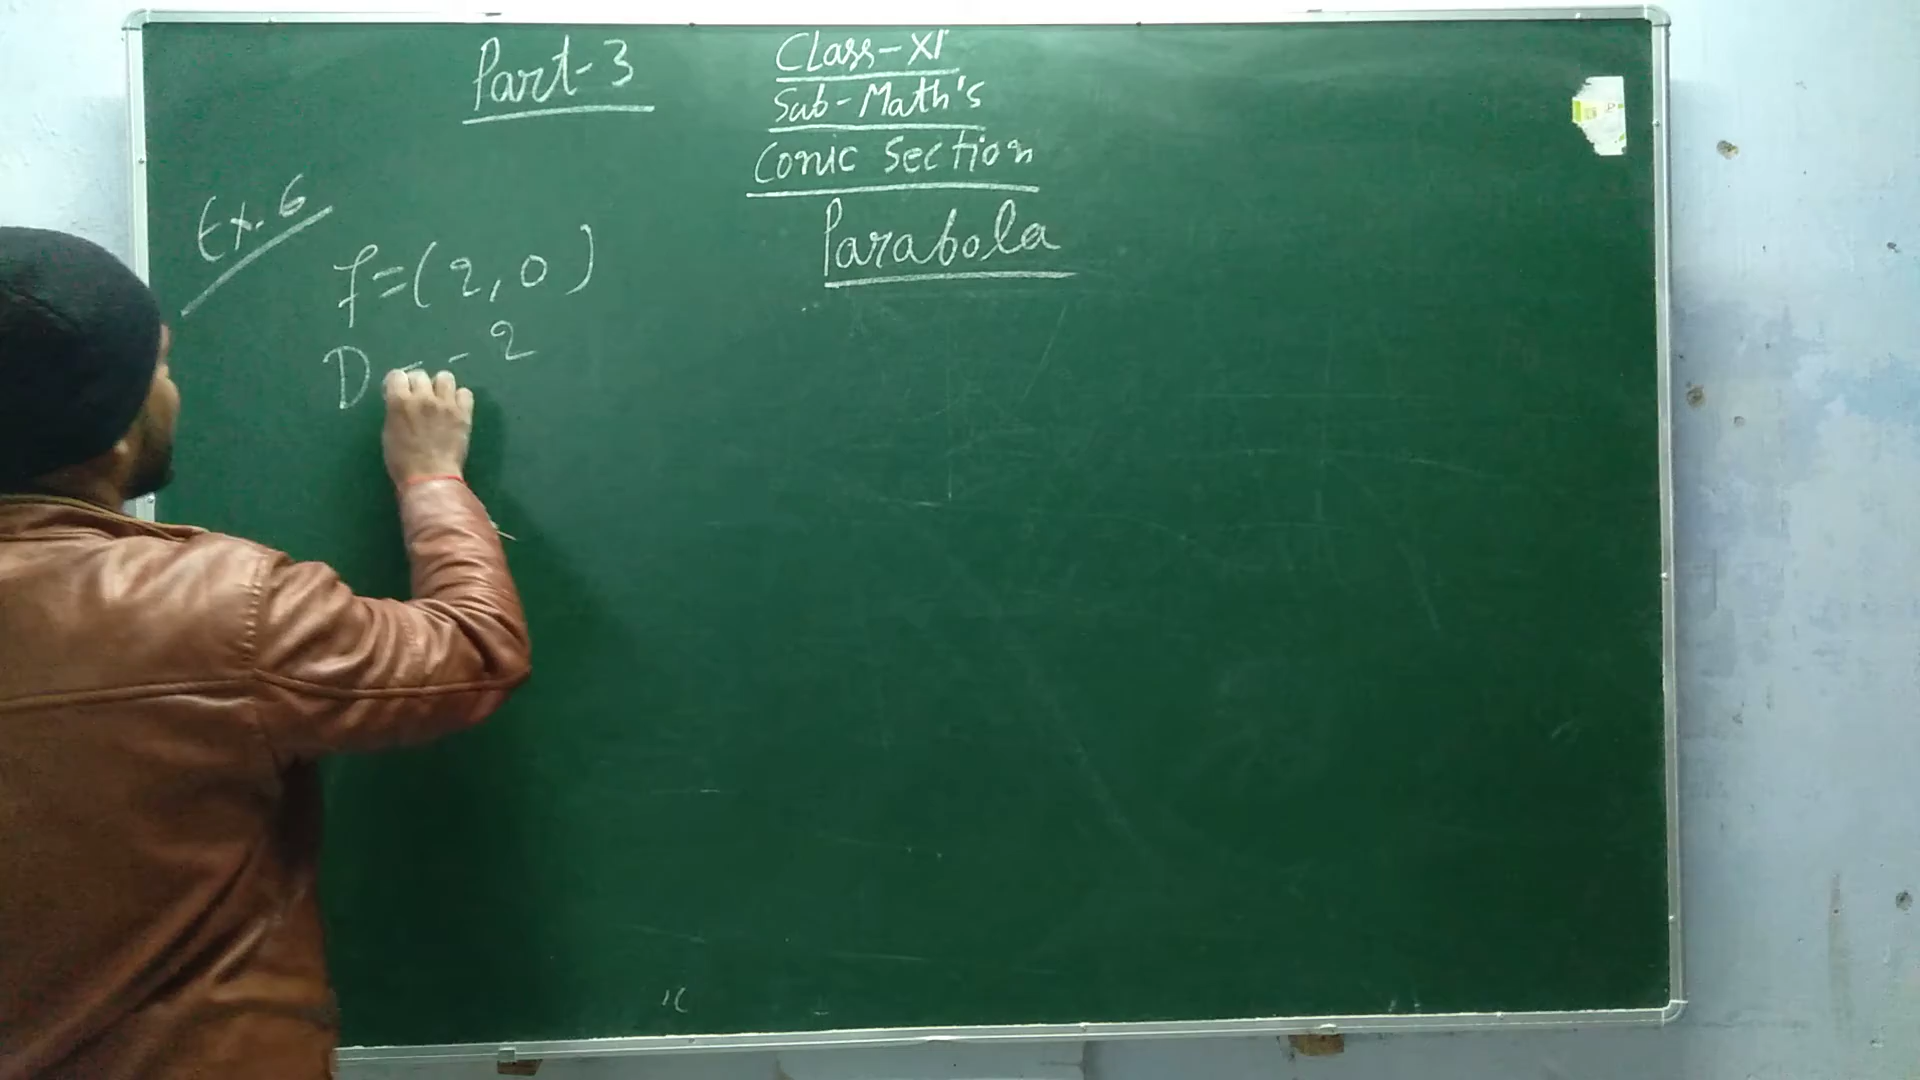 Part-3
Class-XI
Sub-Math's
Conic Section
Parabola
Ex. 6
F=(2,0)
D=-2